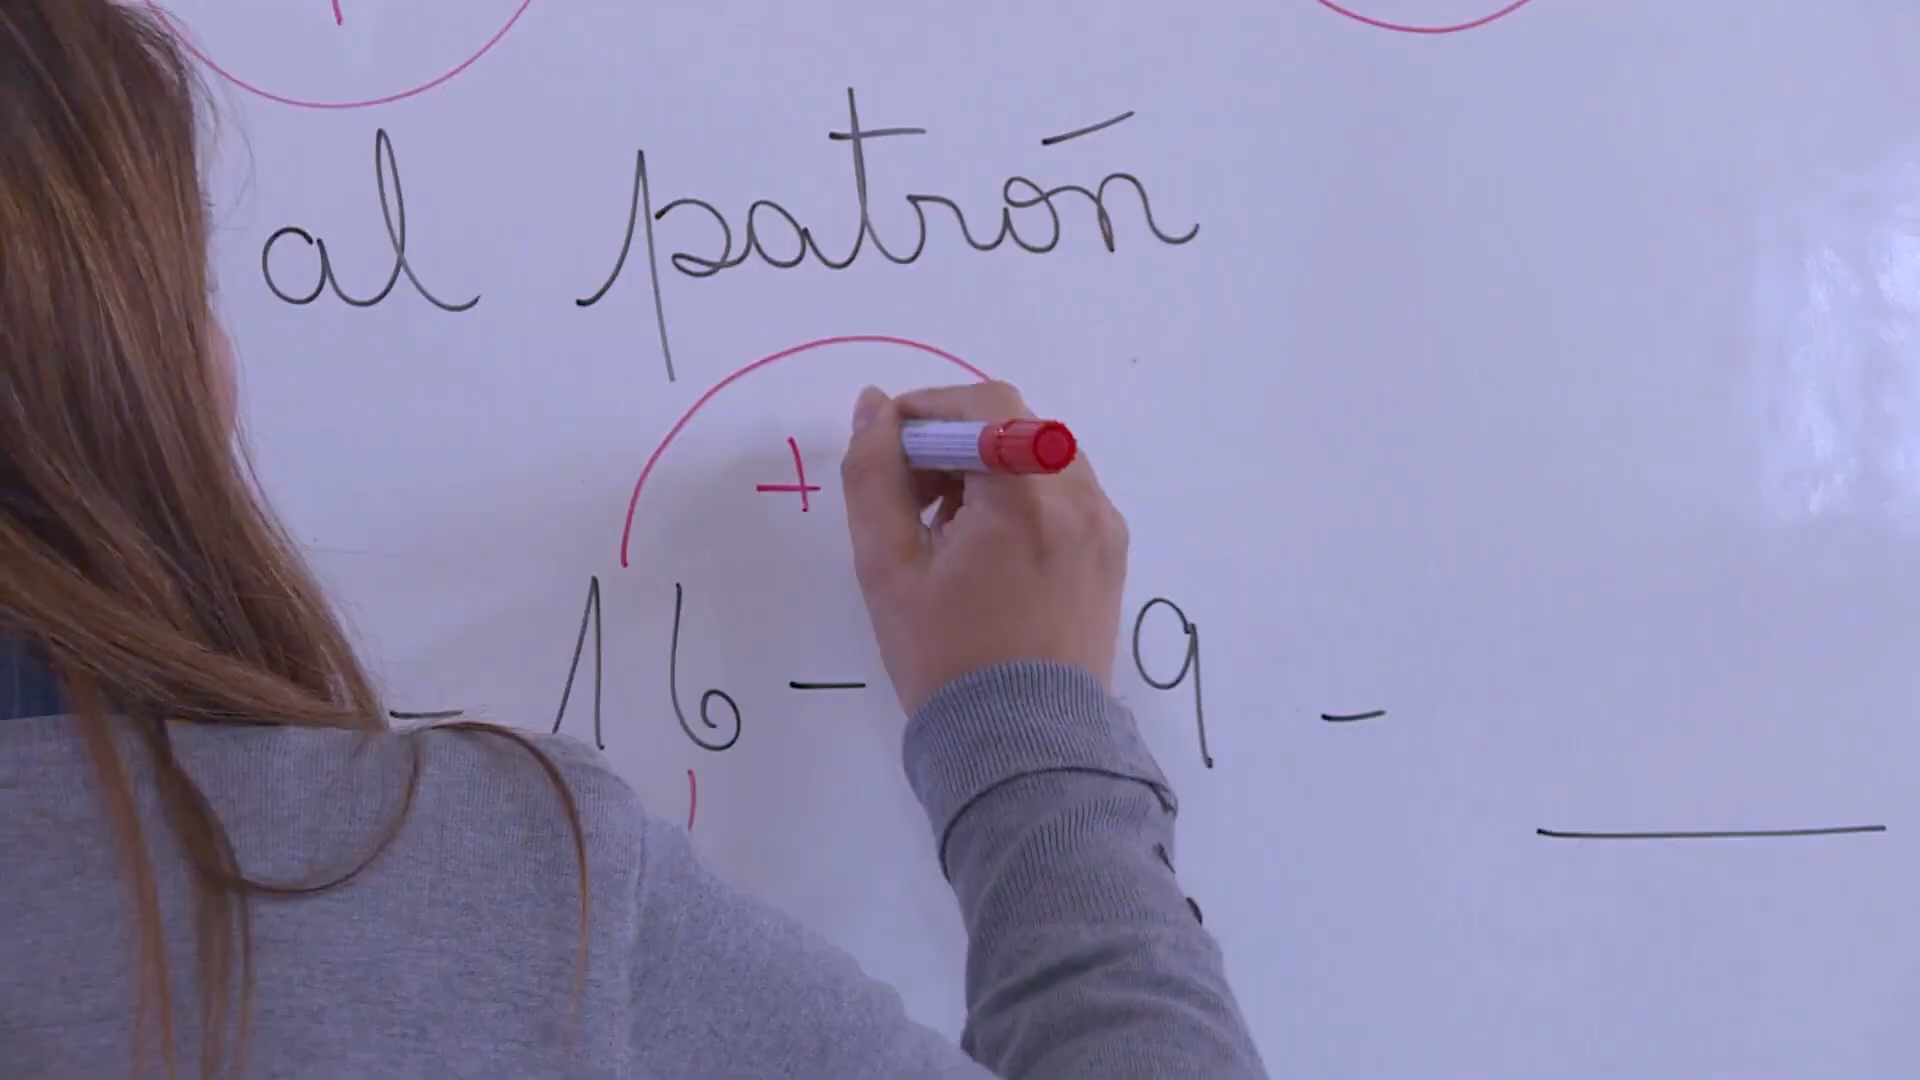 al patrón
+
- 16 - 9 -